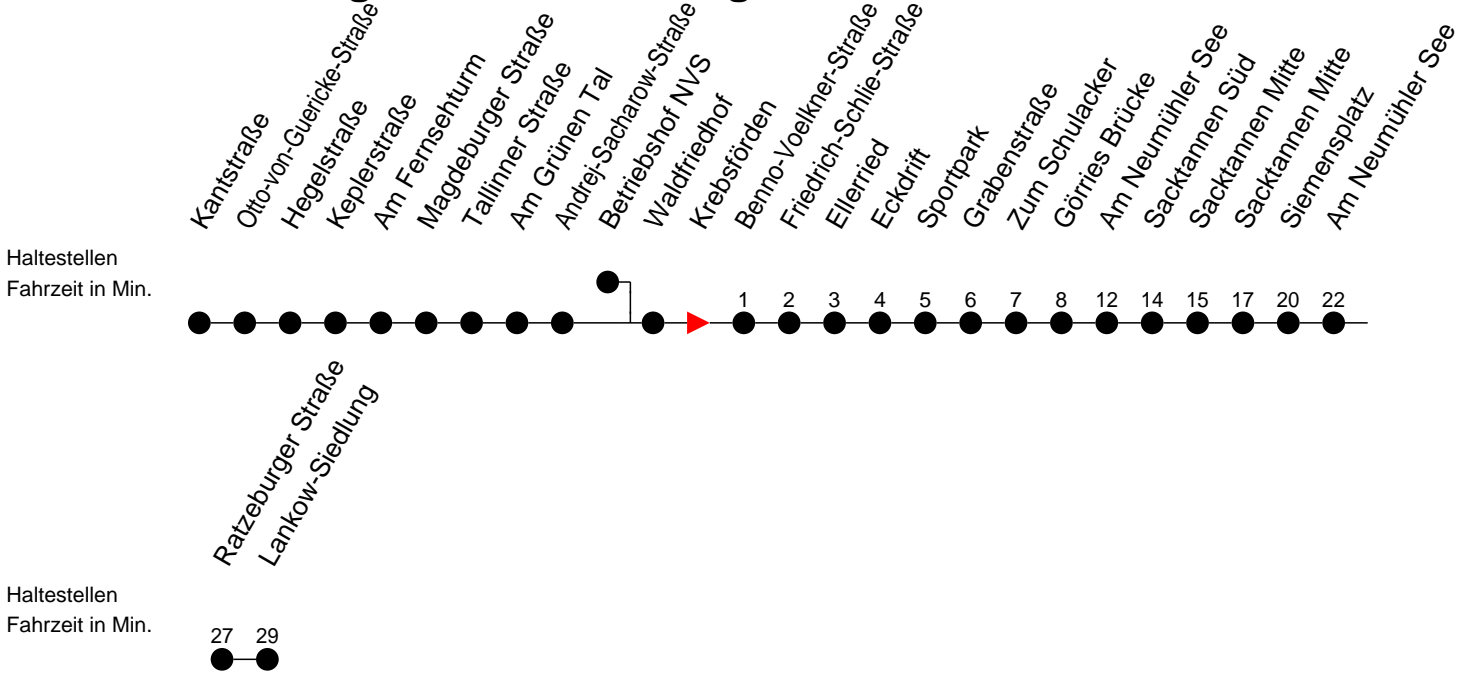 Kantstraße
Otto-von-Guericke-Straße
Hegelstraße
Keplerstraße
Am Fernsehturm
Magdeburger Straße
Tallinner Straße
Am Grünen Tal
Andrej-Sacharow-Straße
Betriebshof NVS
Waldfriedhof
Krebsförden
Benno-Voelkner-Straße
Friedrich-Schlie-Straße
Ellerried
Eckdrift
Sportpark
Grabenstraße
Zum Schulacker
Görries Brücke
Am Neumühler See
Sacktannen Süd
Sacktannen Mitte
Sacktannen Mitte
Siemensplatz
Am Neumühler See
Haltestellen
Fahrzeit in Min.
1 2 3 4 5 6 7 8 12 14 15 17 20 22
Ratzeburger Straße
Lankow-Siedlung
Haltestellen
Fahrzeit in Min.
27 29